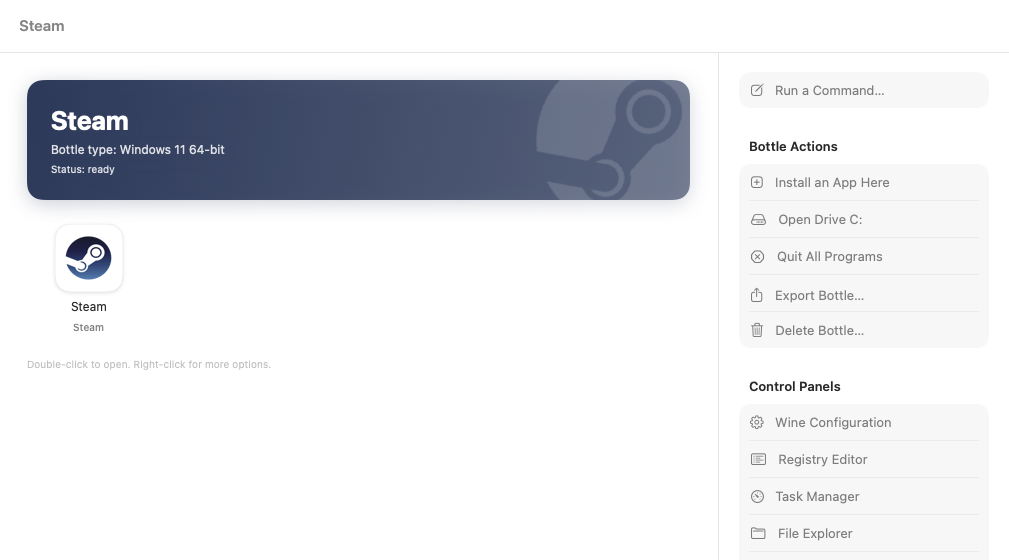 Steam
Steam
Bottle type: Windows 11 64-bit
Status: ready
Steam
Steam
Double-click to open. Right-click for more options.
Run a Command...
Bottle Actions
Install an App Here
Open Drive C:
Quit All Programs
Export Bottle...
Delete Bottle...
Control Panels
Wine Configuration
Registry Editor
Task Manager
File Explorer